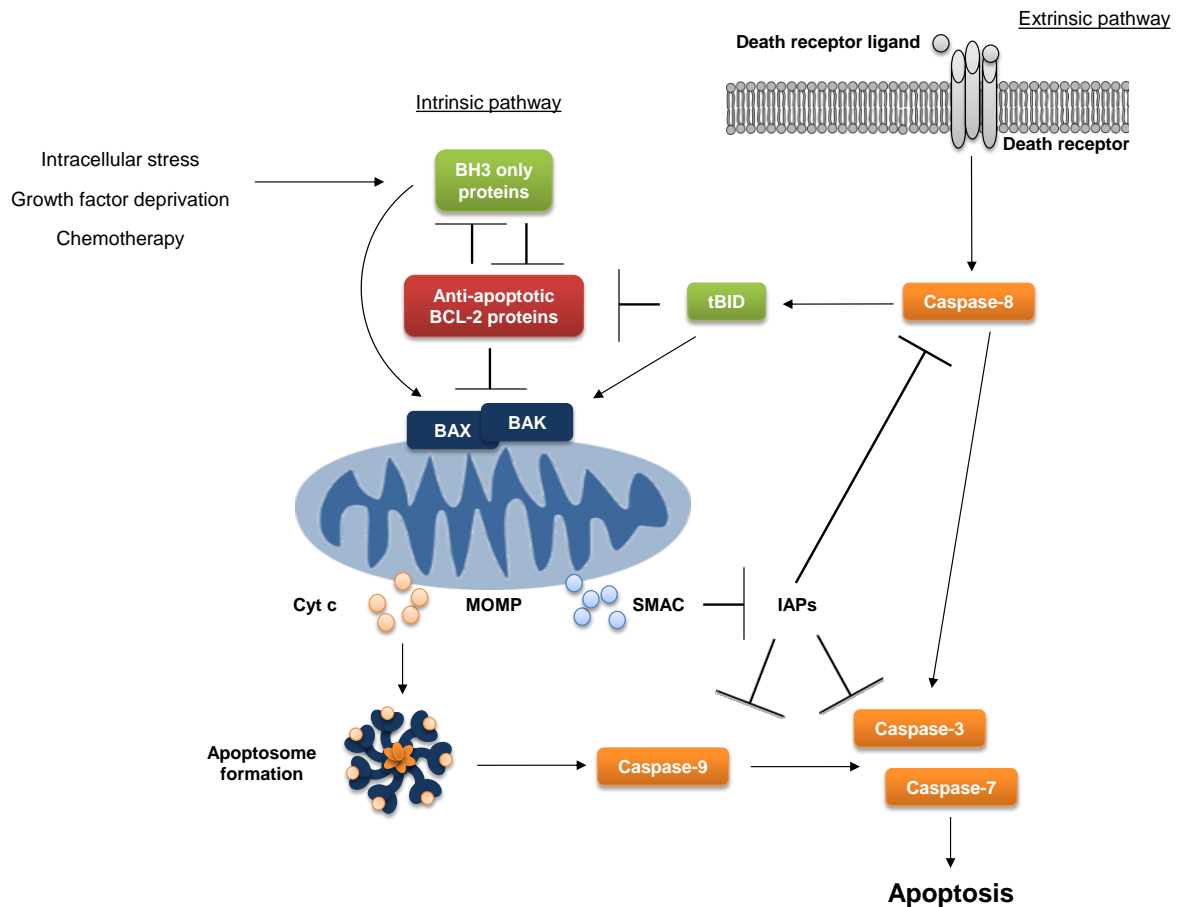 Extrinsic pathway
Death receptor ligand
Death receptor
Intrinsic pathway
Intracellular stress
Growth factor deprivation
Chemotherapy
BH3 only
proteins
Anti-apoptotic
BCL-2 proteins
tBID
Caspase-8
BAX
BAK
Cyt c
MOMP
SMAC
IAPs
Apoptosome
formation
Caspase-9
Caspase-3
Caspase-7
Apoptosis